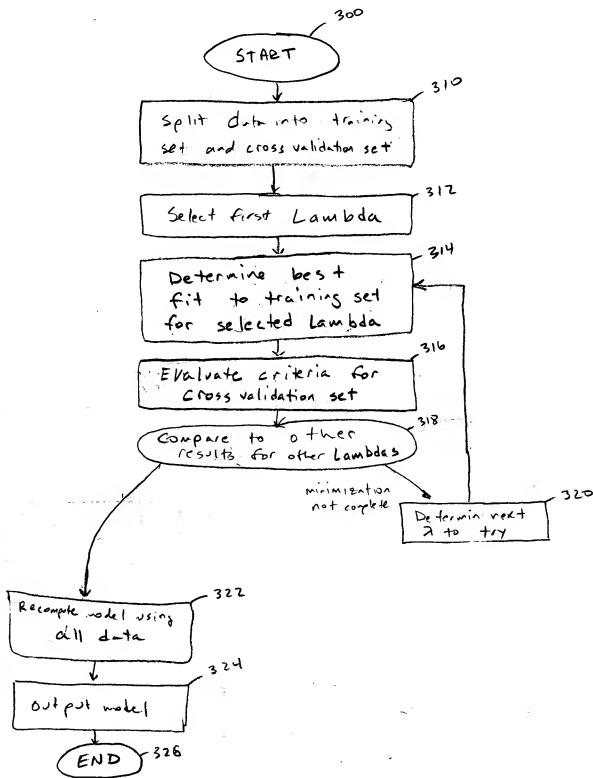 300
START
310
Split data into training
set and cross validation set
312
Select first Lambda
314
Determine best
fit to training set
for selected Lambda
316
Evaluate criteria for
cross validation set
318
Compare to other
results for other Lambdas
minimization
not complete
320
Determin next
λ to try
322
Recompute model using
all data
324
output model
END
326